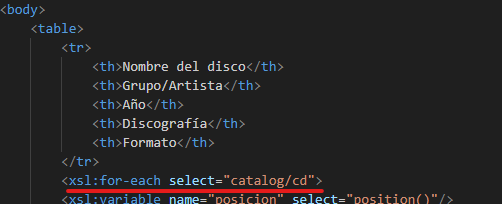 <body>
<table>
<tr>
<th>Nombre del disco</th>
<th>Grupo/Artista</th>
<th>Año</th>
<th>Discografía</th>
<th>Formato</th>
</tr>
<xsl:for-each select="catalog/cd">
<xsl:variable name="posicion" select="position()"/>